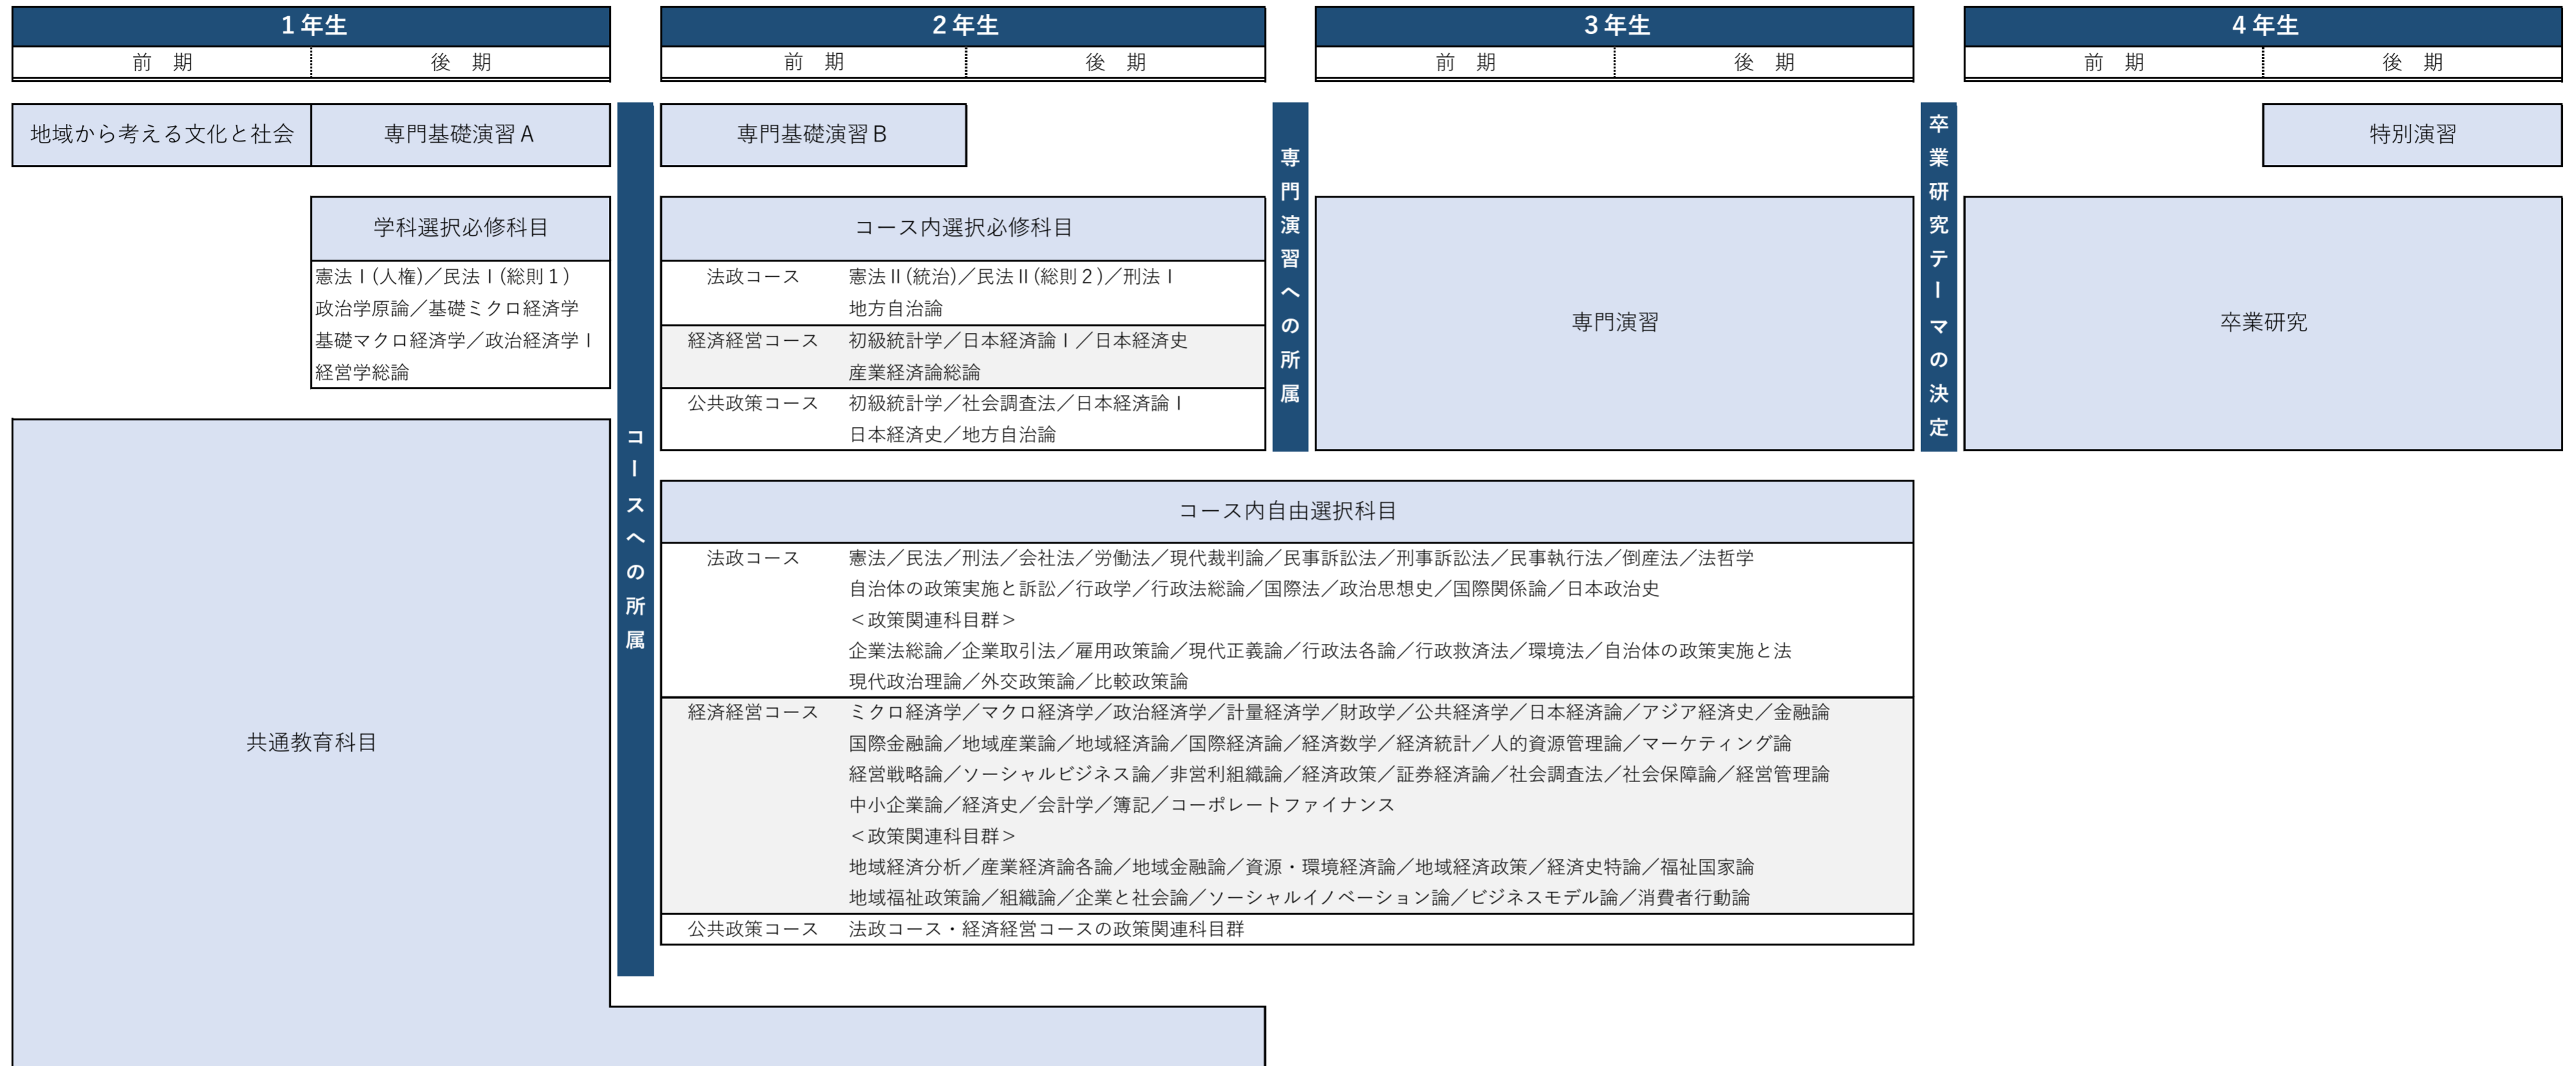 1年生
前 期
後 期
2年生
前 期
後 期
3年生
前 期
後 期
4年生
前 期
後 期
地域から考える文化と社会
専門基礎演習A
専門基礎演習B
特別演習
学科選択必修科目
憲法Ⅰ(人権)／民法Ⅰ(総則1)
政治学原論／基礎ミクロ経済学
基礎マクロ経済学／政治経済学Ⅰ
経営学総論
共通教育科目
コースへの所属
コース内選択必修科目
法政コース 憲法Ⅱ(統治)／民法Ⅱ(総則2)／刑法Ⅰ
地方自治論
経済経営コース 初級統計学／日本経済論Ⅰ／日本経済史
産業経済論総論
公共政策コース 初級統計学／社会調査法／日本経済論Ⅰ
日本経済史／地方自治論
専門演習への所属
専門演習
卒業研究テーマの決定
卒業研究
コース内自由選択科目
法政コース 憲法／民法／刑法／会社法／労働法／現代裁判論／民事訴訟法／刑事訴訟法／民事執行法／倒産法／法哲学
自治体の政策実施と訴訟／行政学／行政法総論／国際法／政治思想史／国際関係論／日本政治史
＜政策関連科目群＞
企業法総論／企業取引法／雇用政策論／現代正義論／行政法各論／行政救済法／環境法／自治体の政策実施と法
現代政治理論／外交政策論／比較政策論
経済経営コース ミクロ経済学／マクロ経済学／政治経済学／計量経済学／財政学／公共経済学／日本経済論／アジア経済史／金融論
国際金融論／地域産業論／地域経済論／国際経済論／経済数学／経済統計／人的資源管理論／マーケティング論
経営戦略論／ソーシャルビジネス論／非営利組織論／経済政策／証券経済論／社会調査法／社会保障論／経営管理論
中小企業論／経済史／会計学／簿記／コーポレートファイナンス
＜政策関連科目群＞
地域経済分析／産業経済論各論／地域金融論／資源・環境経済論／地域経済政策／経済史特論／福祉国家論
地域福祉政策論／組織論／企業と社会論／ソーシャルイノベーション論／ビジネスモデル論／消費者行動論
公共政策コース 法政コース・経済経営コースの政策関連科目群